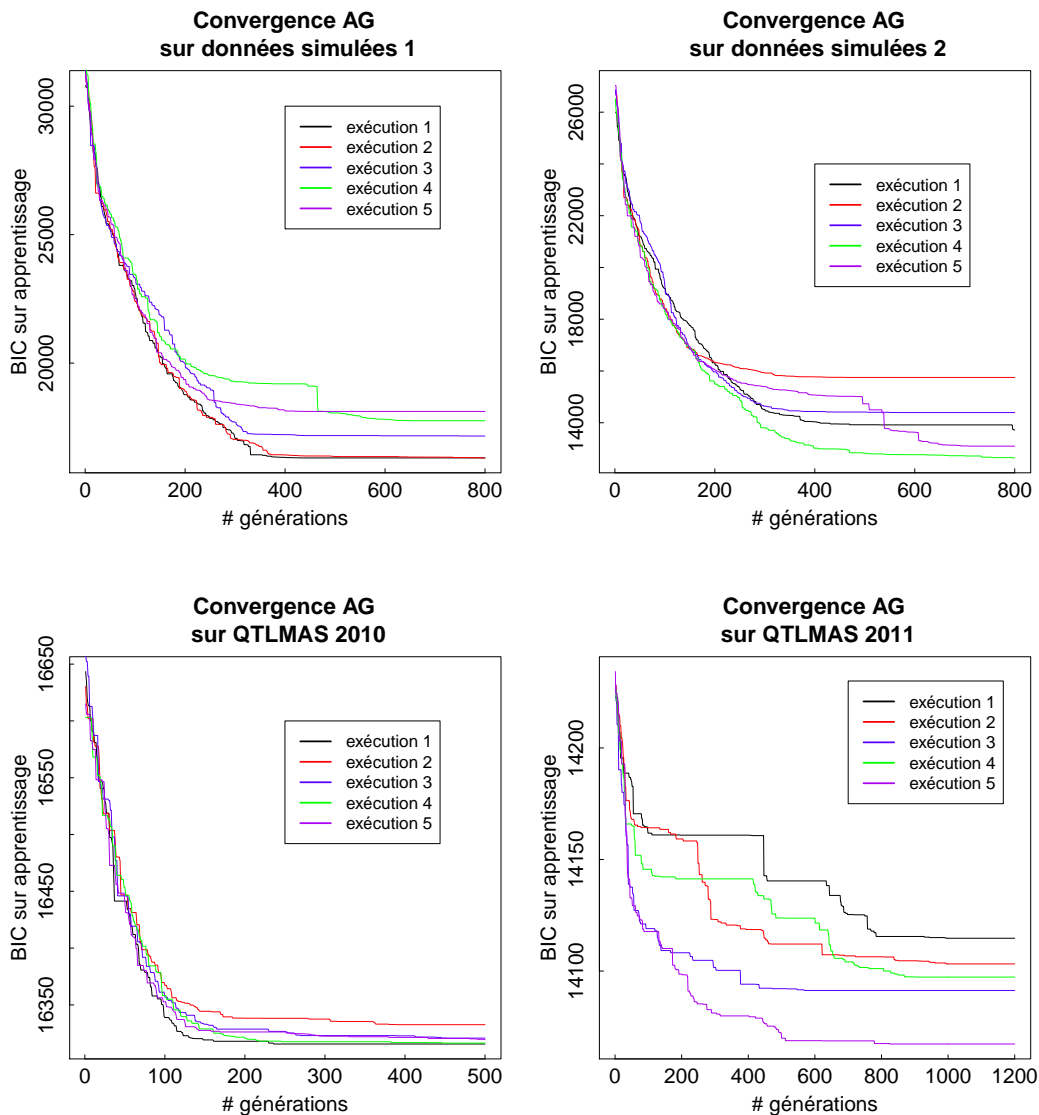 Convergence AG
sur données simulées 1
BIC sur apprentissage
30000
25000
20000
exécution 1
exécution 2
exécution 3
exécution 4
exécution 5
0 200 400 600 800
# générations
Convergence AG
sur données simulées 2
BIC sur apprentissage
26000
22000
18000
14000
exécution 1
exécution 2
exécution 3
exécution 4
exécution 5
0 200 400 600 800
# générations
Convergence AG
sur QTLMAS 2010
BIC sur apprentissage
16650
16550
16450
16350
exécution 1
exécution 2
exécution 3
exécution 4
exécution 5
0 100 200 300 400 500
# générations
Convergence AG
sur QTLMAS 2011
BIC sur apprentissage
14200
14150
14100
exécution 1
exécution 2
exécution 3
exécution 4
exécution 5
0 200 400 600 800 1000 1200
# générations